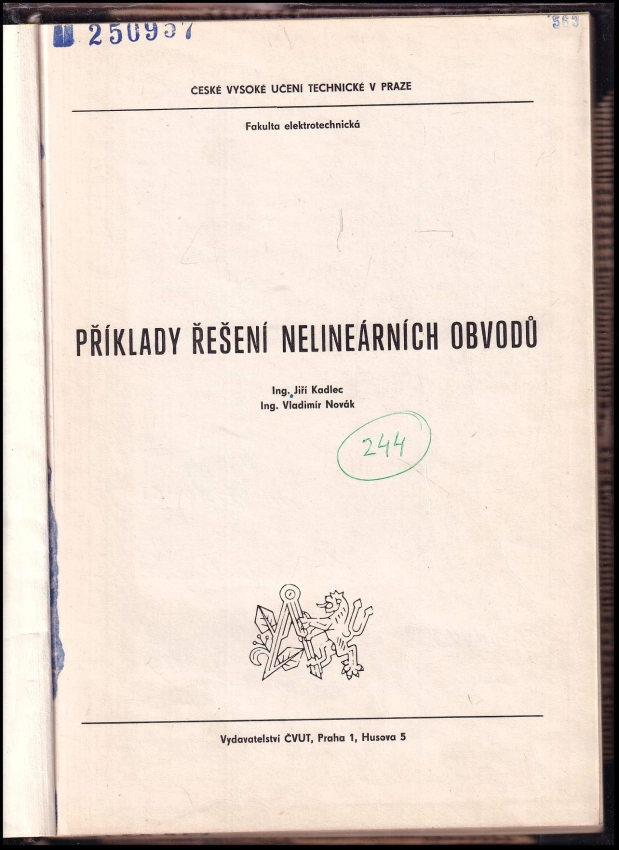 250957
583
ČESKÉ VYSOKÉ UČENÍ TECHNICKÉ V PRAZE
Fakulta elektrotechnická
PŘÍKLADY ŘEŠENÍ NELINEÁRNÍCH OBVODŮ
Ing. Jiří Kadlec
Ing. Vladimír Novák
244
Vydavatelství ČVUT, Praha 1, Husova 5